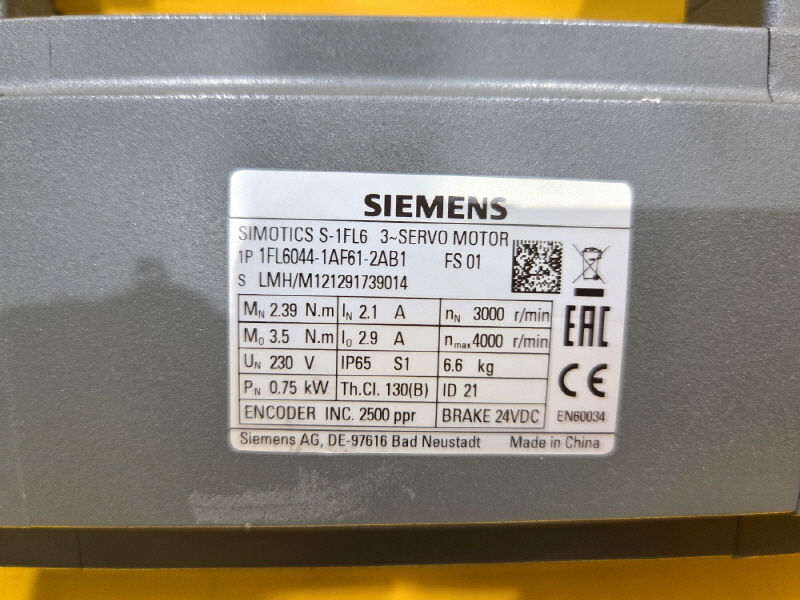 SIEMENS
SIMOTICS S-1FL6 3~SERVO MOTOR
1P 1FL6044-1AF61-2AB1 FS 01
S LMH/M121291739014
MN 2.39 N.m IN 2.1 A nN 3000 r/min
M0 3.5 N.m I0 2.9 A nmax 4000 r/min
UN 230 V IP65 S1 6.6 kg
PN 0.75 kW Th.Cl. 130(B) ID 21
ENCODER INC. 2500 ppr BRAKE 24VDC
EAC
CE
EN60034
Siemens AG, DE-97616 Bad Neustadt Made in China